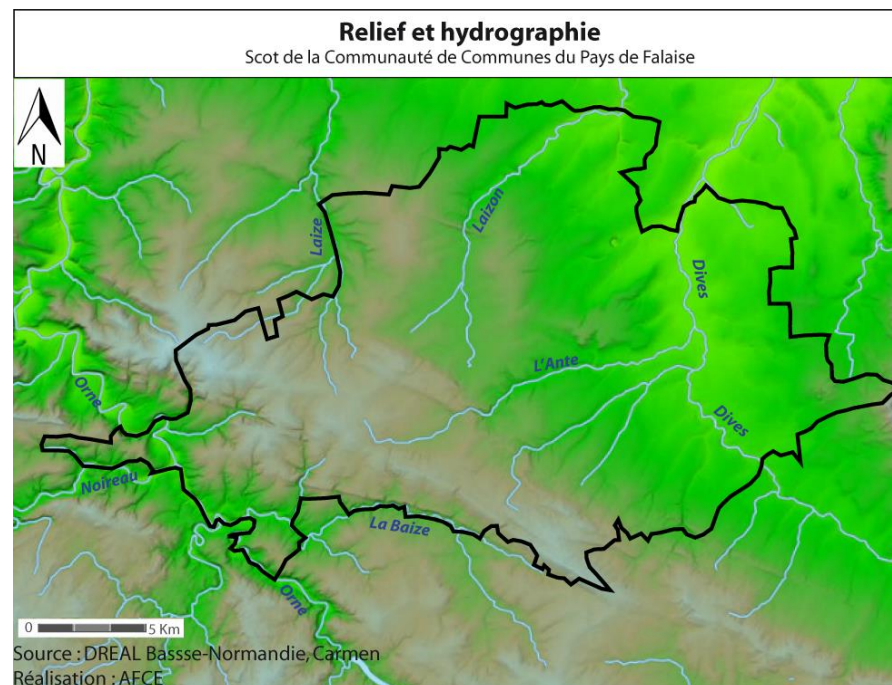 Relief et hydrographie
Scot de la Communauté de Communes du Pays de Falaise
N
Laize
Laizon
Dives
L'Ante
Orne
Dives
Noireau
La Baize
Orne
0 5 Km
Source : DREAL Bassse-Normandie, Carmen
Réalisation : AFCE